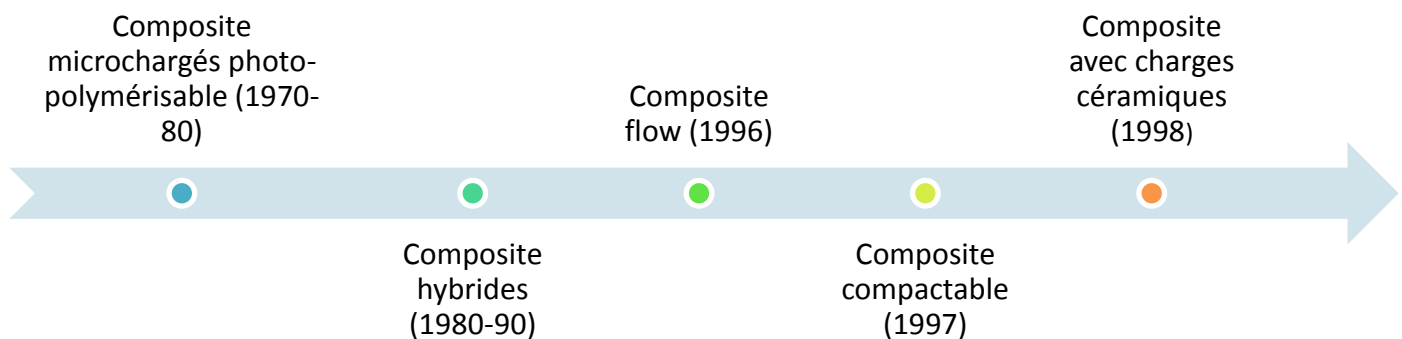 Composite
microchargés photo-
polymérisable (1970-
80)
Composite
hybrides
(1980-90)
Composite
flow (1996)
Composite
compactable
(1997)
Composite
avec charges
céramiques
(1998)